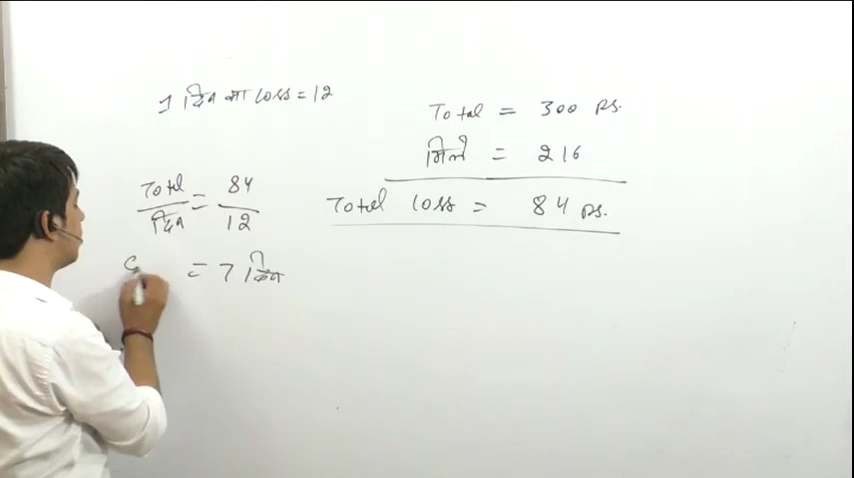 1 दिन का loss = 12
Total = 300 Rs.
मिले = 216
Total loss = 84 Rs.
Total / दिन = 84 / 12
= 7 दिन